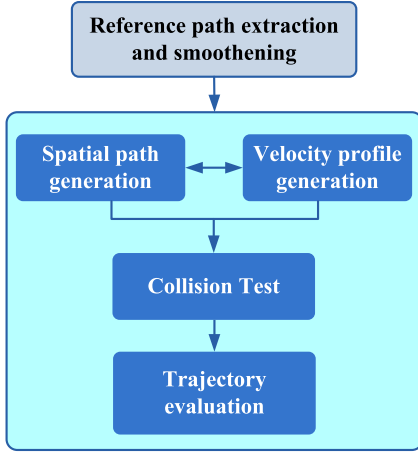 Reference path extraction
and smoothening
Spatial path
generation
Velocity profile
generation
Collision Test
Trajectory
evaluation